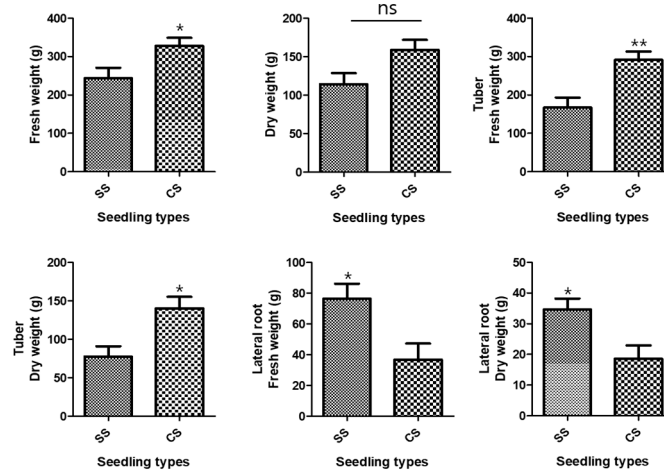 Fresh weight (g)
400
300
200
100
0
*
SS
CS
Seedling types
Dry weight (g)
200
150
100
50
0
ns
SS
CS
Seedling types
Tuber
Fresh weight (g)
400
300
200
100
0
**
SS
CS
Seedling types
Tuber
Dry weight (g)
200
150
100
50
0
*
SS
CS
Seedling types
Lateral root
Fresh weight (g)
100
80
60
40
20
0
*
SS
CS
Seedling types
Lateral root
Dry weight (g)
50
40
30
20
10
0
*
SS
CS
Seedling types